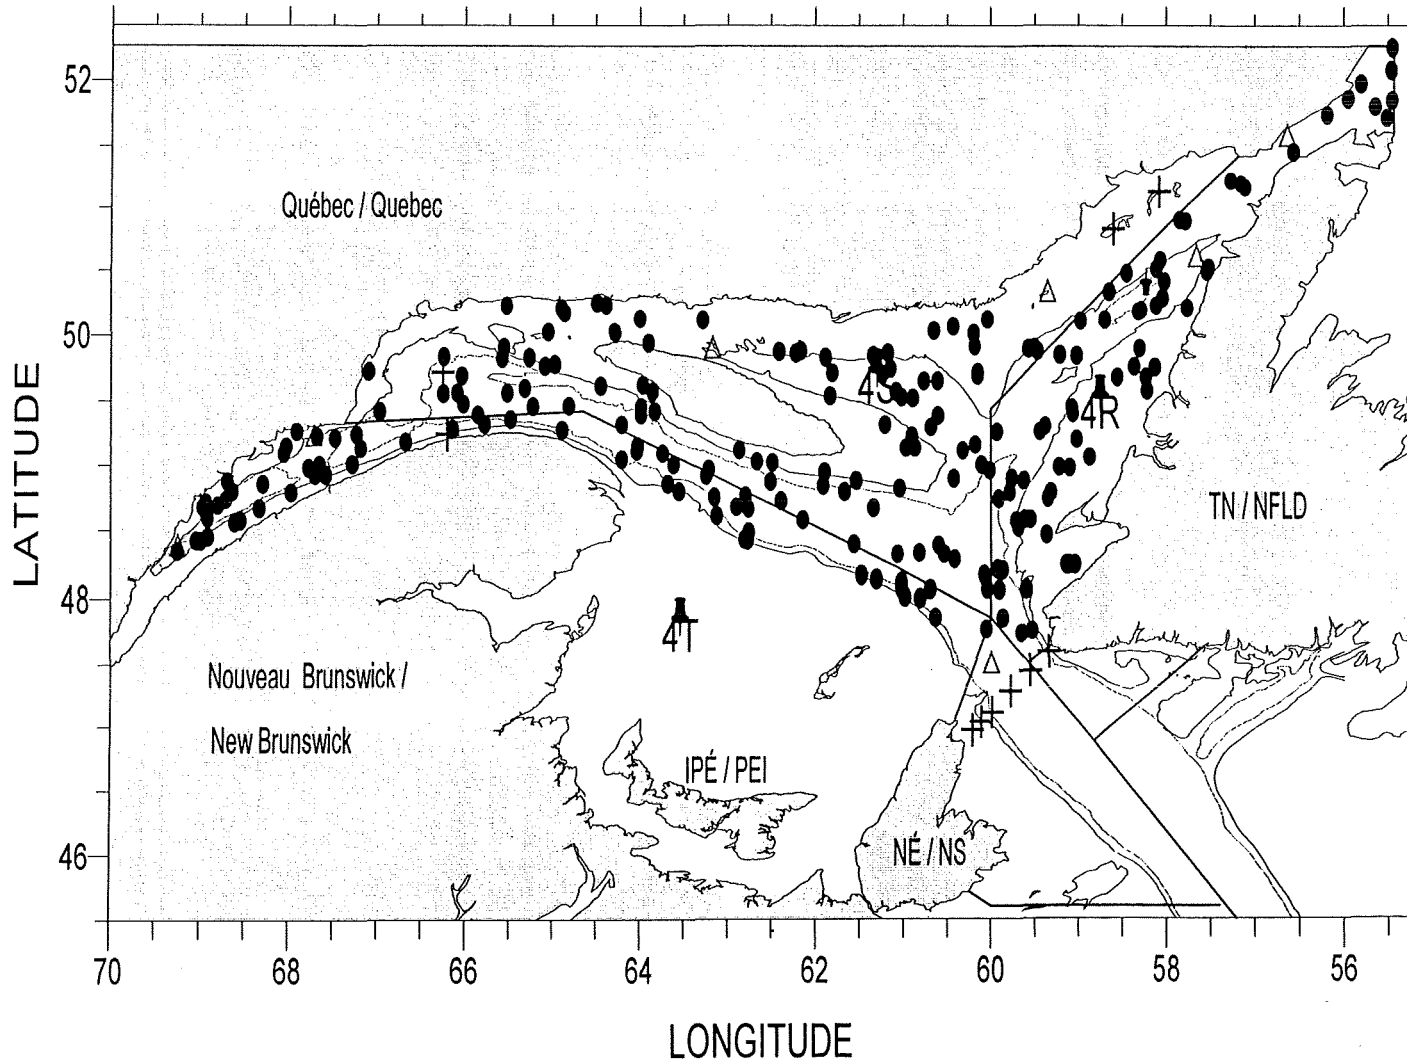 52
Québec / Quebec
50
LATITUDE
4S
4R
TN / NFLD
48
4T
Nouveau Brunswick /
New Brunswick
IPÉ / PEI
NÉ / NS
46
70 68 66 64 62 60 58 56
LONGITUDE